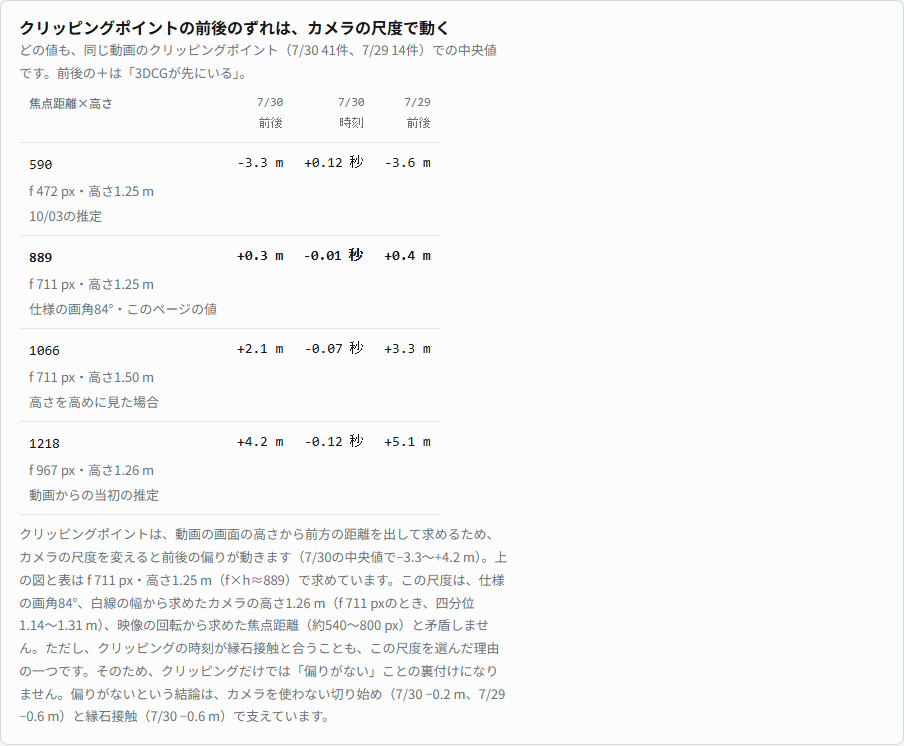 クリッピングポイントの前後のずれは、カメラの尺度で動く
どの値も、同じ動画のクリッピングポイント（7/30 41件、7/29 14件）での中央値
です。前後の＋は「3DCGが先にいる」。
焦点距離×高さ 7/30 前後 7/30 時刻 7/29 前後
590 -3.3 m +0.12 秒 -3.6 m
f 472 px・高さ1.25 m
10/03の推定
889 +0.3 m -0.01 秒 +0.4 m
f 711 px・高さ1.25 m
仕様の画角84°・このページの値
1066 +2.1 m -0.07 秒 +3.3 m
f 711 px・高さ1.50 m
高さを高めに見た場合
1218 +4.2 m -0.12 秒 +5.1 m
f 967 px・高さ1.26 m
動画からの当初の推定
クリッピングポイントは、動画の画面の高さから前方の距離を出して求めるため、
カメラの尺度を変えると前後の偏りが動きます（7/30の中央値で−3.3〜+4.2 m）。上
の図と表は f 711 px・高さ1.25 m（f×h≈889）で求めています。この尺度は、仕様
の画角84°、白線の幅から求めたカメラの高さ1.26 m（f 711 pxのとき、四分位
1.14〜1.31 m）、映像の回転から求めた焦点距離（約540〜800 px）と矛盾しませ
ん。ただし、クリッピングの時刻が縁石接触と合うことも、この尺度を選んだ理由
の一つです。そのため、クリッピングだけでは「偏りがない」ことの裏付けになり
ません。偏りがないという結論は、カメラを使わない切り始め（7/30 −0.2 m、7/29
−0.6 m）と縁石接触（7/30 −0.6 m）で支えています。